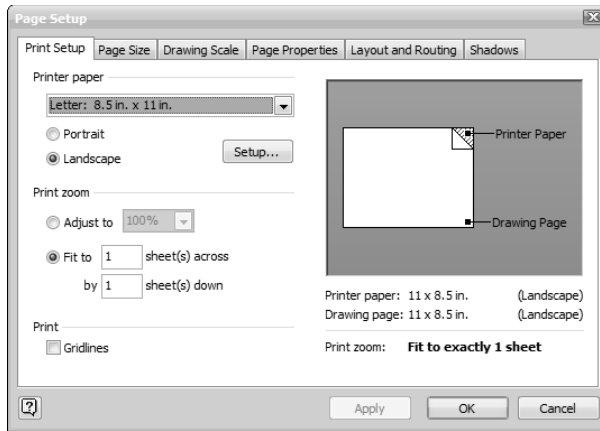 Page Setup
Print Setup Page Size Drawing Scale Page Properties Layout and Routing Shadows
Printer paper
Letter: 8.5 in. x 11 in.
Portrait
Landscape
Setup...
Print zoom
Adjust to 100%
Fit to 1 sheet(s) across
by 1 sheet(s) down
Print
Gridlines
Printer Paper
Drawing Page
Printer paper: 11 x 8.5 in. (Landscape)
Drawing page: 11 x 8.5 in. (Landscape)
Print zoom: Fit to exactly 1 sheet
? Apply OK Cancel